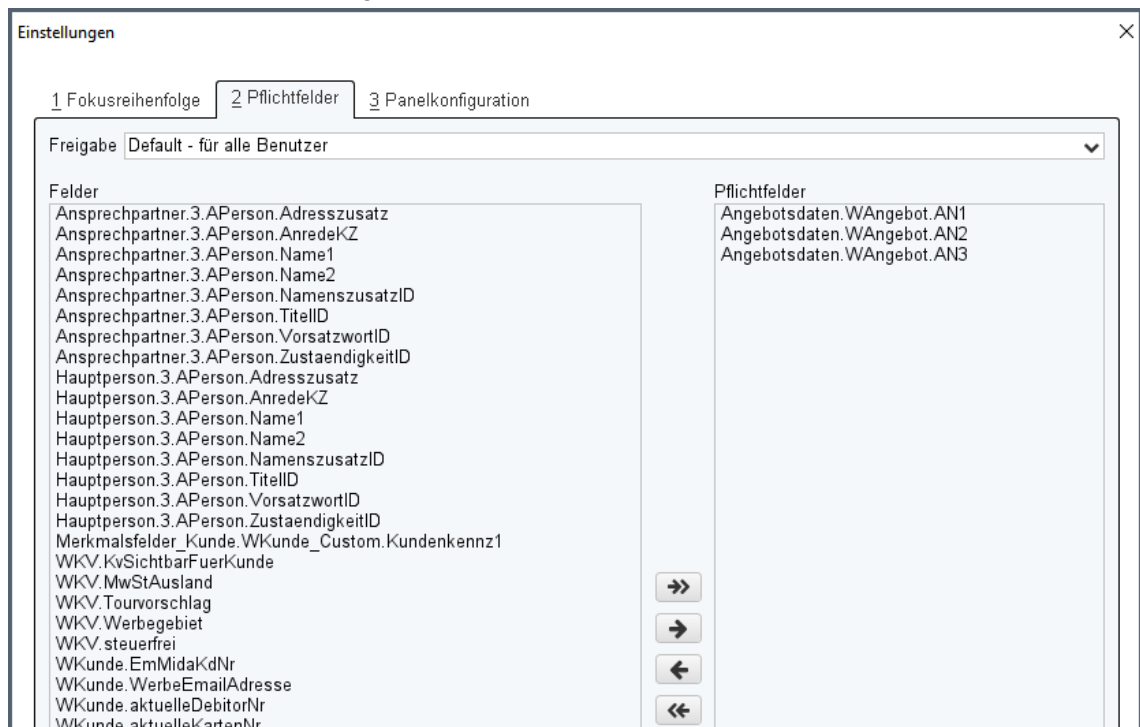 Einstellungen
1 Fokusreihenfolge 2 Pflichtfelder 3 Panelkonfiguration
Freigabe Default - für alle Benutzer
Felder
Ansprechpartner.3.APerson.Adresszusatz
Ansprechpartner.3.APerson.AnredeKZ
Ansprechpartner.3.APerson.Name1
Ansprechpartner.3.APerson.Name2
Ansprechpartner.3.APerson.NamenszusatzID
Ansprechpartner.3.APerson.TitelID
Ansprechpartner.3.APerson.VorsatzwortID
Ansprechpartner.3.APerson.ZustaendigkeitID
Hauptperson.3.APerson.Adresszusatz
Hauptperson.3.APerson.AnredeKZ
Hauptperson.3.APerson.Name1
Hauptperson.3.APerson.Name2
Hauptperson.3.APerson.NamenszusatzID
Hauptperson.3.APerson.TitelID
Hauptperson.3.APerson.VorsatzwortID
Hauptperson.3.APerson.ZustaendigkeitID
Merkmalsfelder_Kunde.WKunde_Custom.Kundenkennz1
WKV.KvSichtbarFuerKunde
WKV.MwStAusland
WKV.Tourvorschlag
WKV.Werbegebiet
WKV.steuerfrei
WKunde.EmMidaKdNr
WKunde.WerbeEmailAdresse
WKunde.aktuelleDebitorNr
WKunde.aktuelleKartenNr
Pflichtfelder
Angebotsdaten.WAngebot.AN1
Angebotsdaten.WAngebot.AN2
Angebotsdaten.WAngebot.AN3